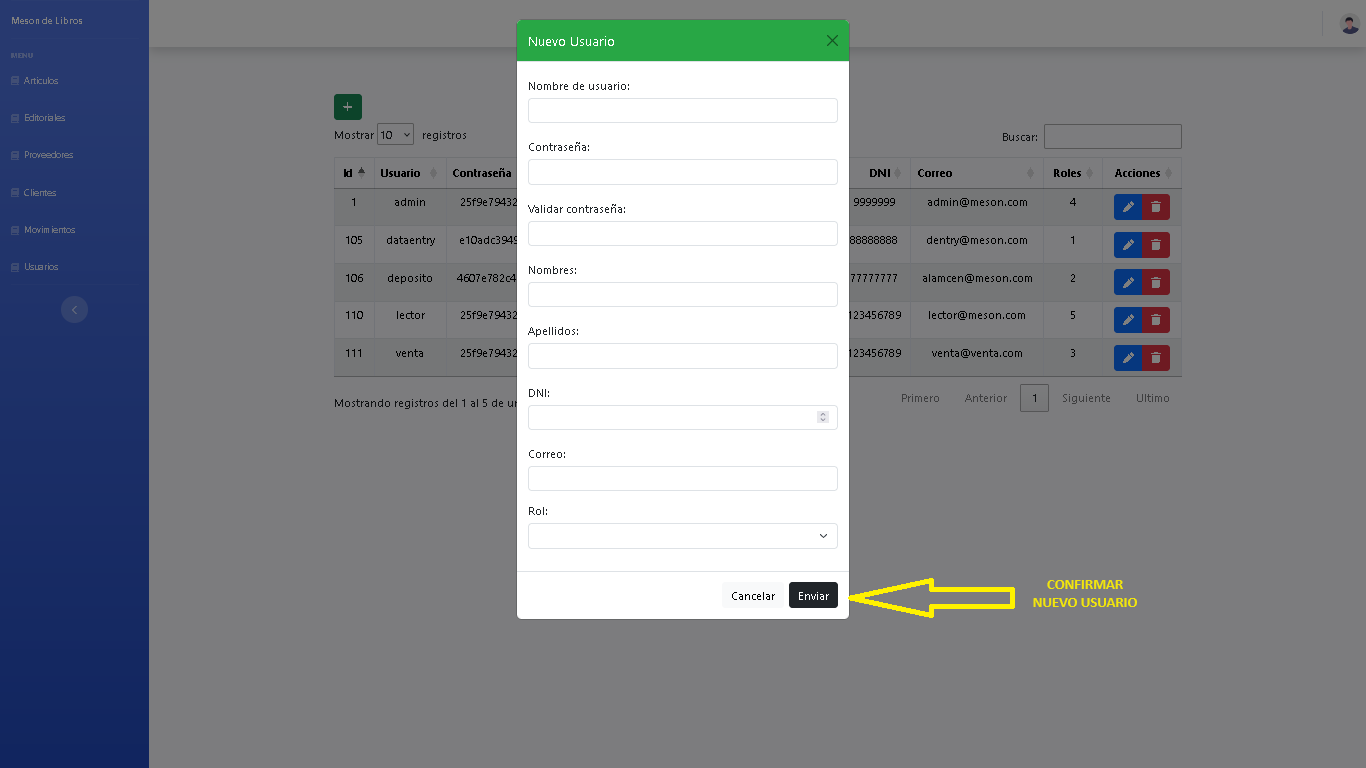 Meson de Libros
MENU
Articulos
Editoriales
Proveedores
Clientes
Movimientos
Usuarios
Nuevo Usuario
Nombre de usuario:
Contraseña:
Validar contraseña:
Nombres:
Apellidos:
DNI:
Correo:
Rol:
Cancelar Enviar
CONFIRMAR
NUEVO USUARIO
Mostrar 10 registros
Buscar:
Id Usuario Contraseña DNI Correo Roles Acciones
1 admin 25f9e79432 9999999 admin@meson.com 4
105 dataentry e10adc3949 88888888 dentry@meson.com 1
106 deposito 4607e782c4 77777777 alamcen@meson.com 2
110 lector 25f9e79432 123456789 lector@meson.com 5
111 venta 25f9e79432 123456789 venta@venta.com 3
Mostrando registros del 1 al 5 de un
Primero Anterior 1 Siguiente Ultimo